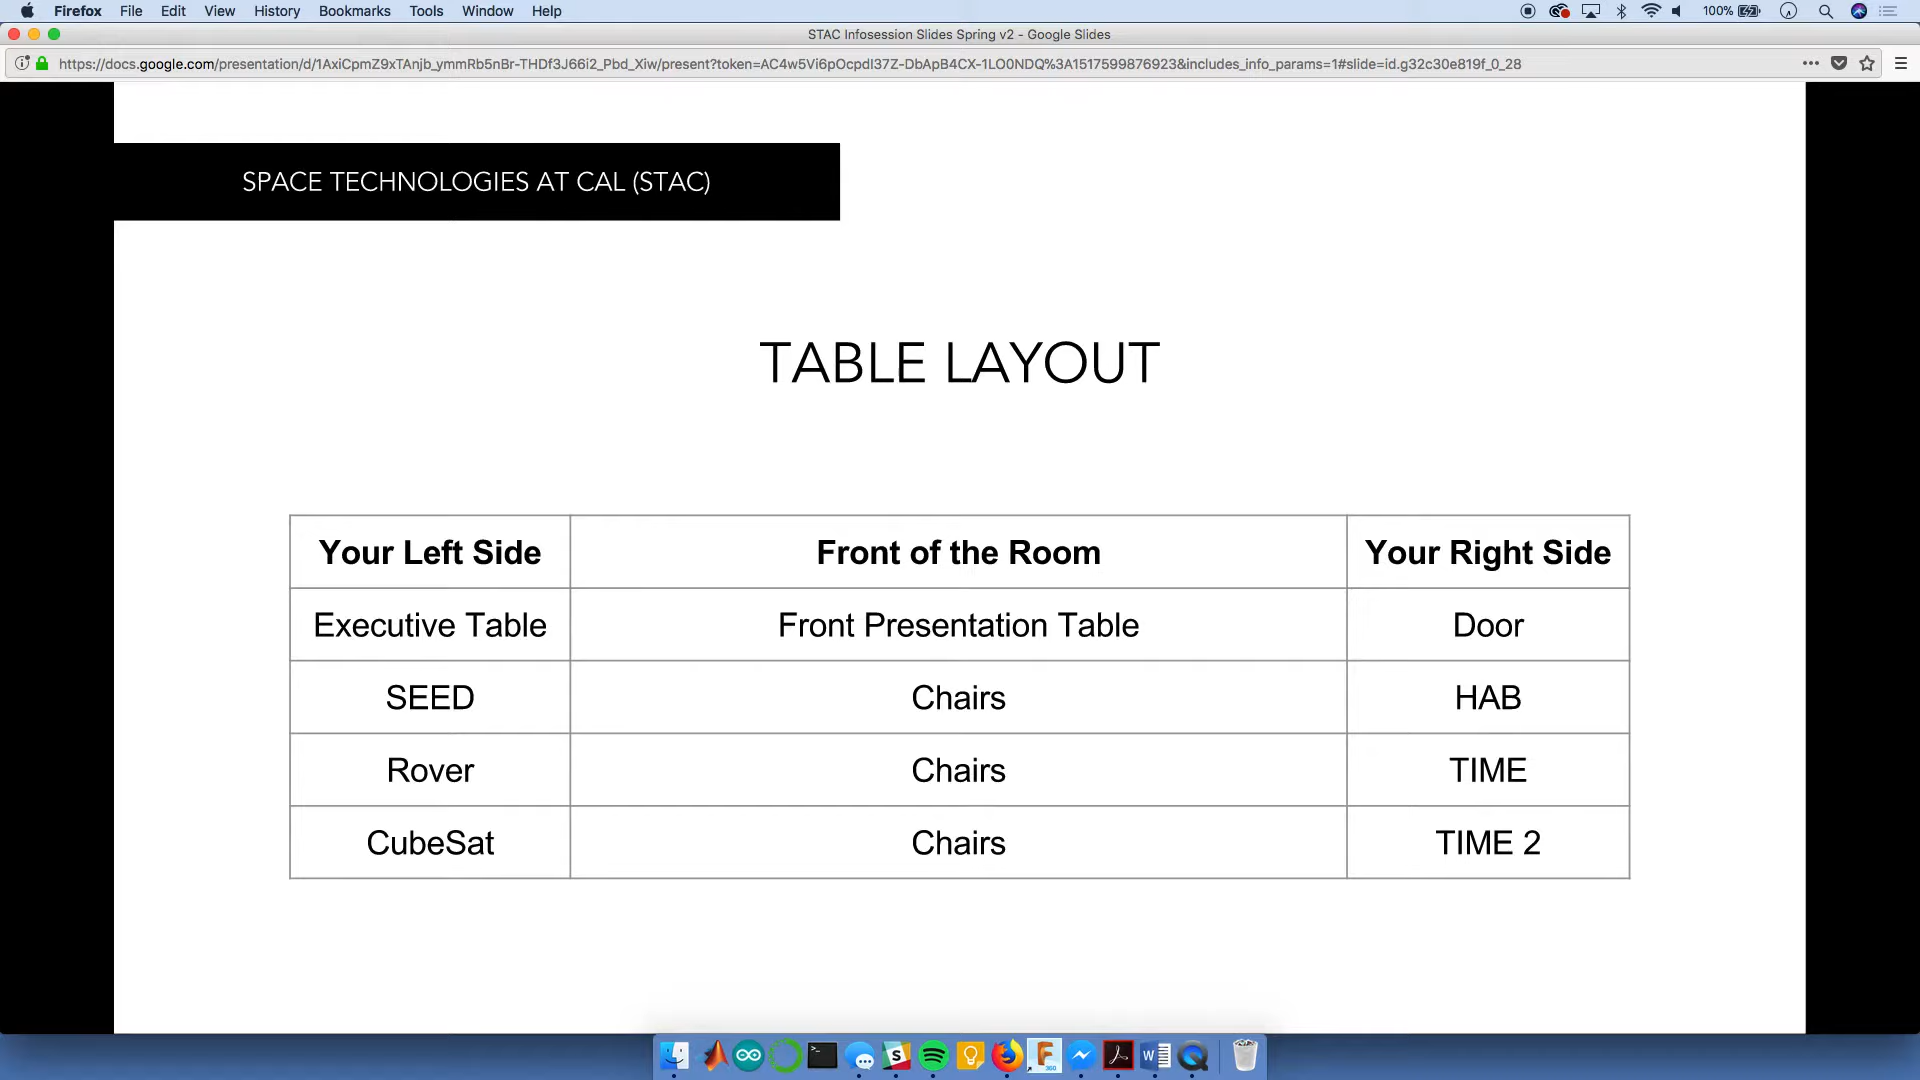 Firefox File Edit View History Bookmarks Tools Window Help 100%
STAC Infosession Slides Spring v2 - Google Slides
https://docs.google.com/presentation/d/1AxiCpmZ9xTAnjb_ymmRb5nBr-THDf3J66i2_Pbd_Xiw/present?token=AC4w5Vi6pOcpdI37Z-DbApB4CX-1LO0NDQ%3A1517599876923&includes_info_params=1#slide=id.g32c30e819f_0_28
SPACE TECHNOLOGIES AT CAL (STAC)
TABLE LAYOUT
Your Left Side Front of the Room Your Right Side
Executive Table Front Presentation Table Door
SEED Chairs HAB
Rover Chairs TIME
CubeSat Chairs TIME 2